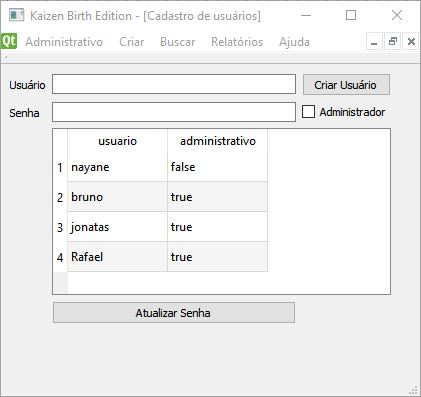 Kaizen Birth Edition - [Cadastro de usuários]
Qt Administrativo Criar Buscar Relatórios Ajuda
Usuário Criar Usuário
Senha Administrador
usuario administrativo
1 nayane false
2 bruno true
3 jonatas true
4 Rafael true
Atualizar Senha